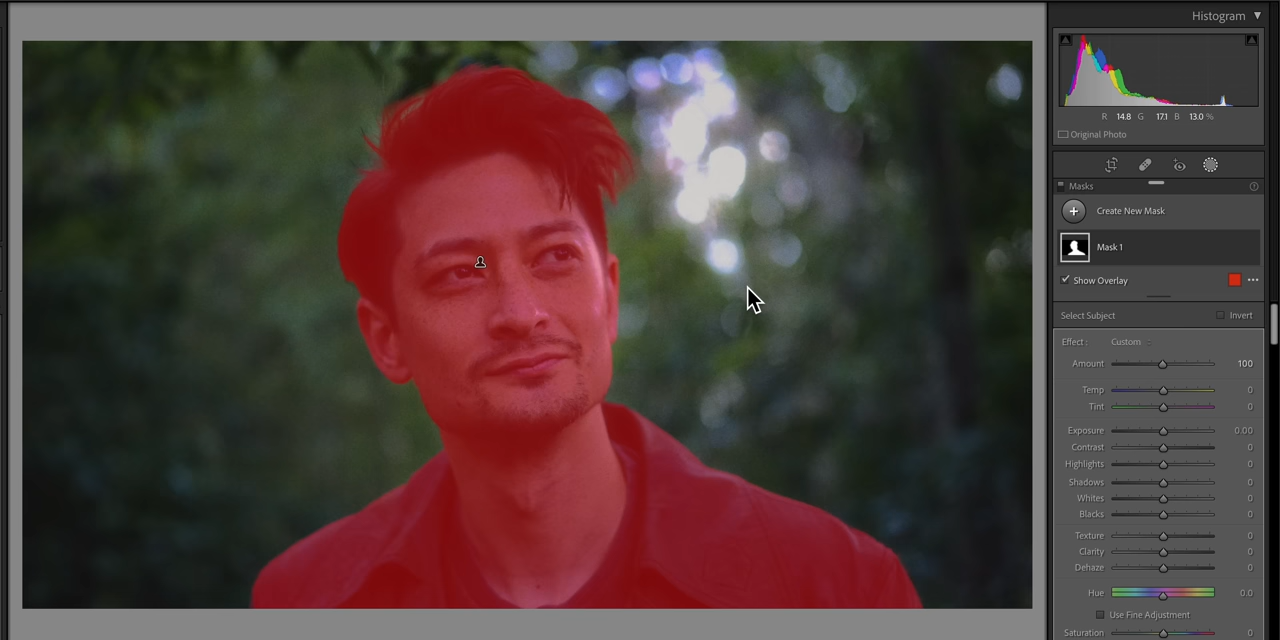 Histogram
R 14.8 G 17.1 B 13.0 %
Original Photo
Masks
Create New Mask
Mask 1
Show Overlay
Select Subject Invert
Effect : Custom
Amount 100
Temp 0
Tint 0
Exposure 0.00
Contrast 0
Highlights 0
Shadows 0
Whites 0
Blacks 0
Texture 0
Clarity 0
Dehaze 0
Hue 0.0
Use Fine Adjustment
Saturation 0